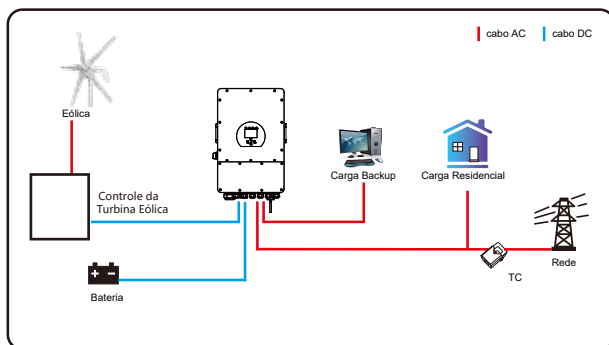 cabo AC
cabo DC
Eólica
Controle da
Turbina Eólica
Bateria
Carga Backup
Carga Residencial
TC
Rede